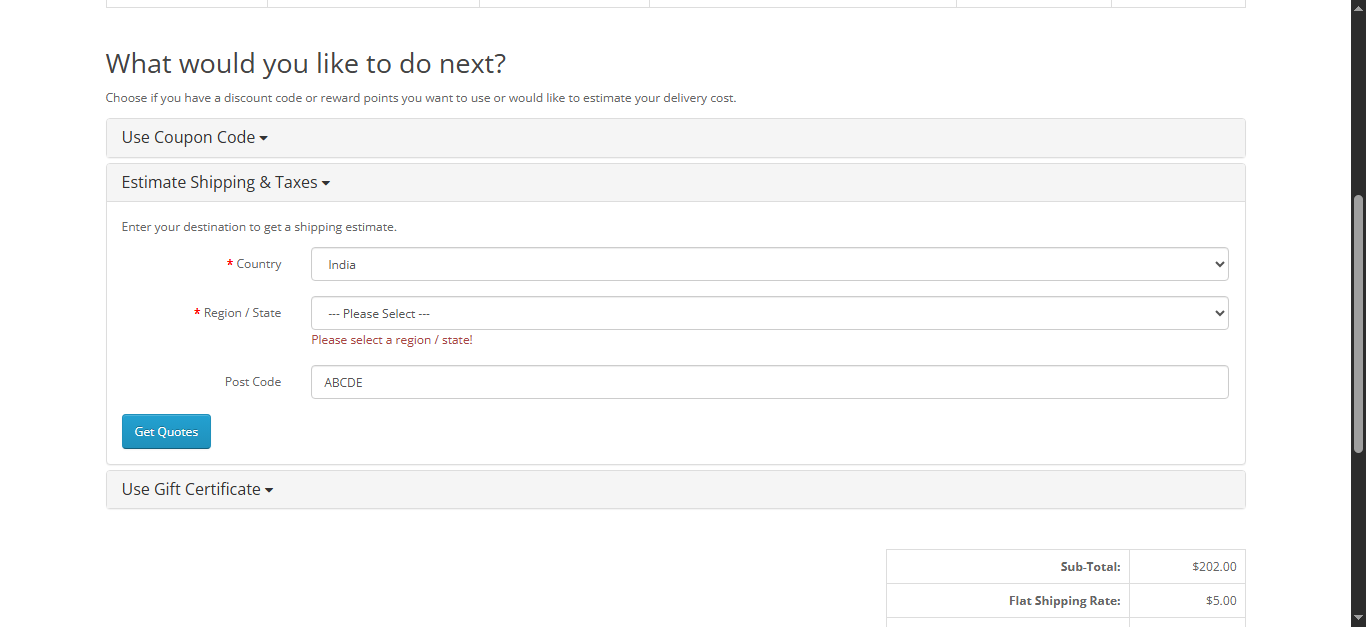 What would you like to do next?
Choose if you have a discount code or reward points you want to use or would like to estimate your delivery cost.
Use Coupon Code
Estimate Shipping & Taxes
Enter your destination to get a shipping estimate.
* Country India
* Region / State --- Please Select ---
Please select a region / state!
Post Code ABCDE
Get Quotes
Use Gift Certificate
Sub-Total: $202.00
Flat Shipping Rate: $5.00